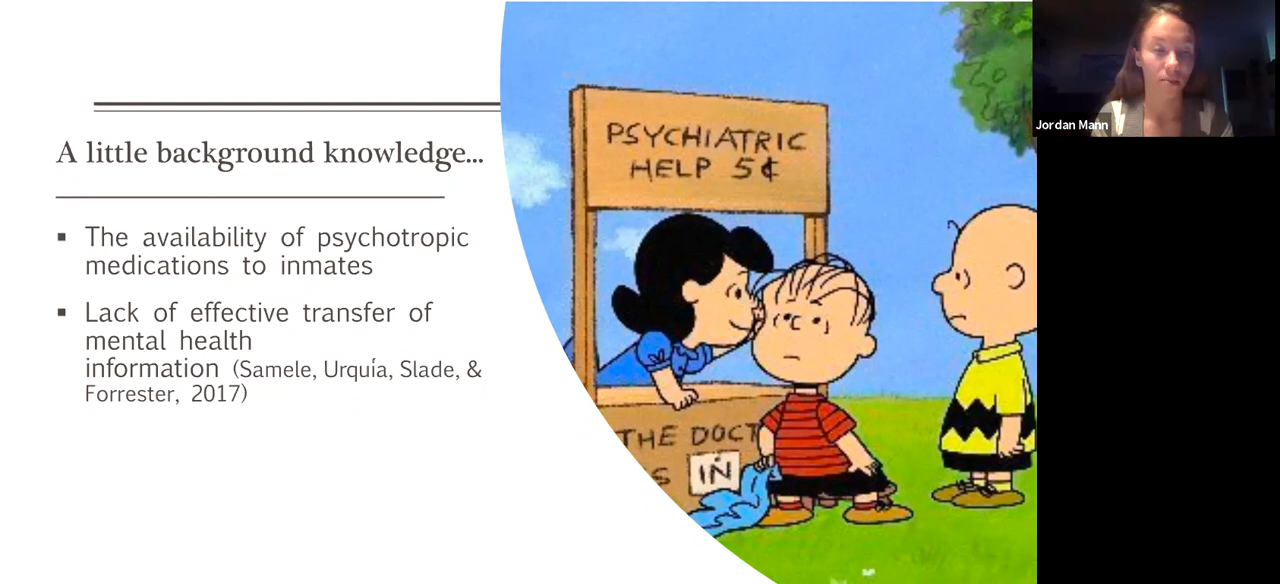 A little background knowledge...
▪ The availability of psychotropic
medications to inmates
▪ Lack of effective transfer of
mental health
information (Samele, Urquía, Slade, &
Forrester, 2017)
PSYCHIATRIC
HELP 5¢
THE DOCT
S IN
Jordan Mann